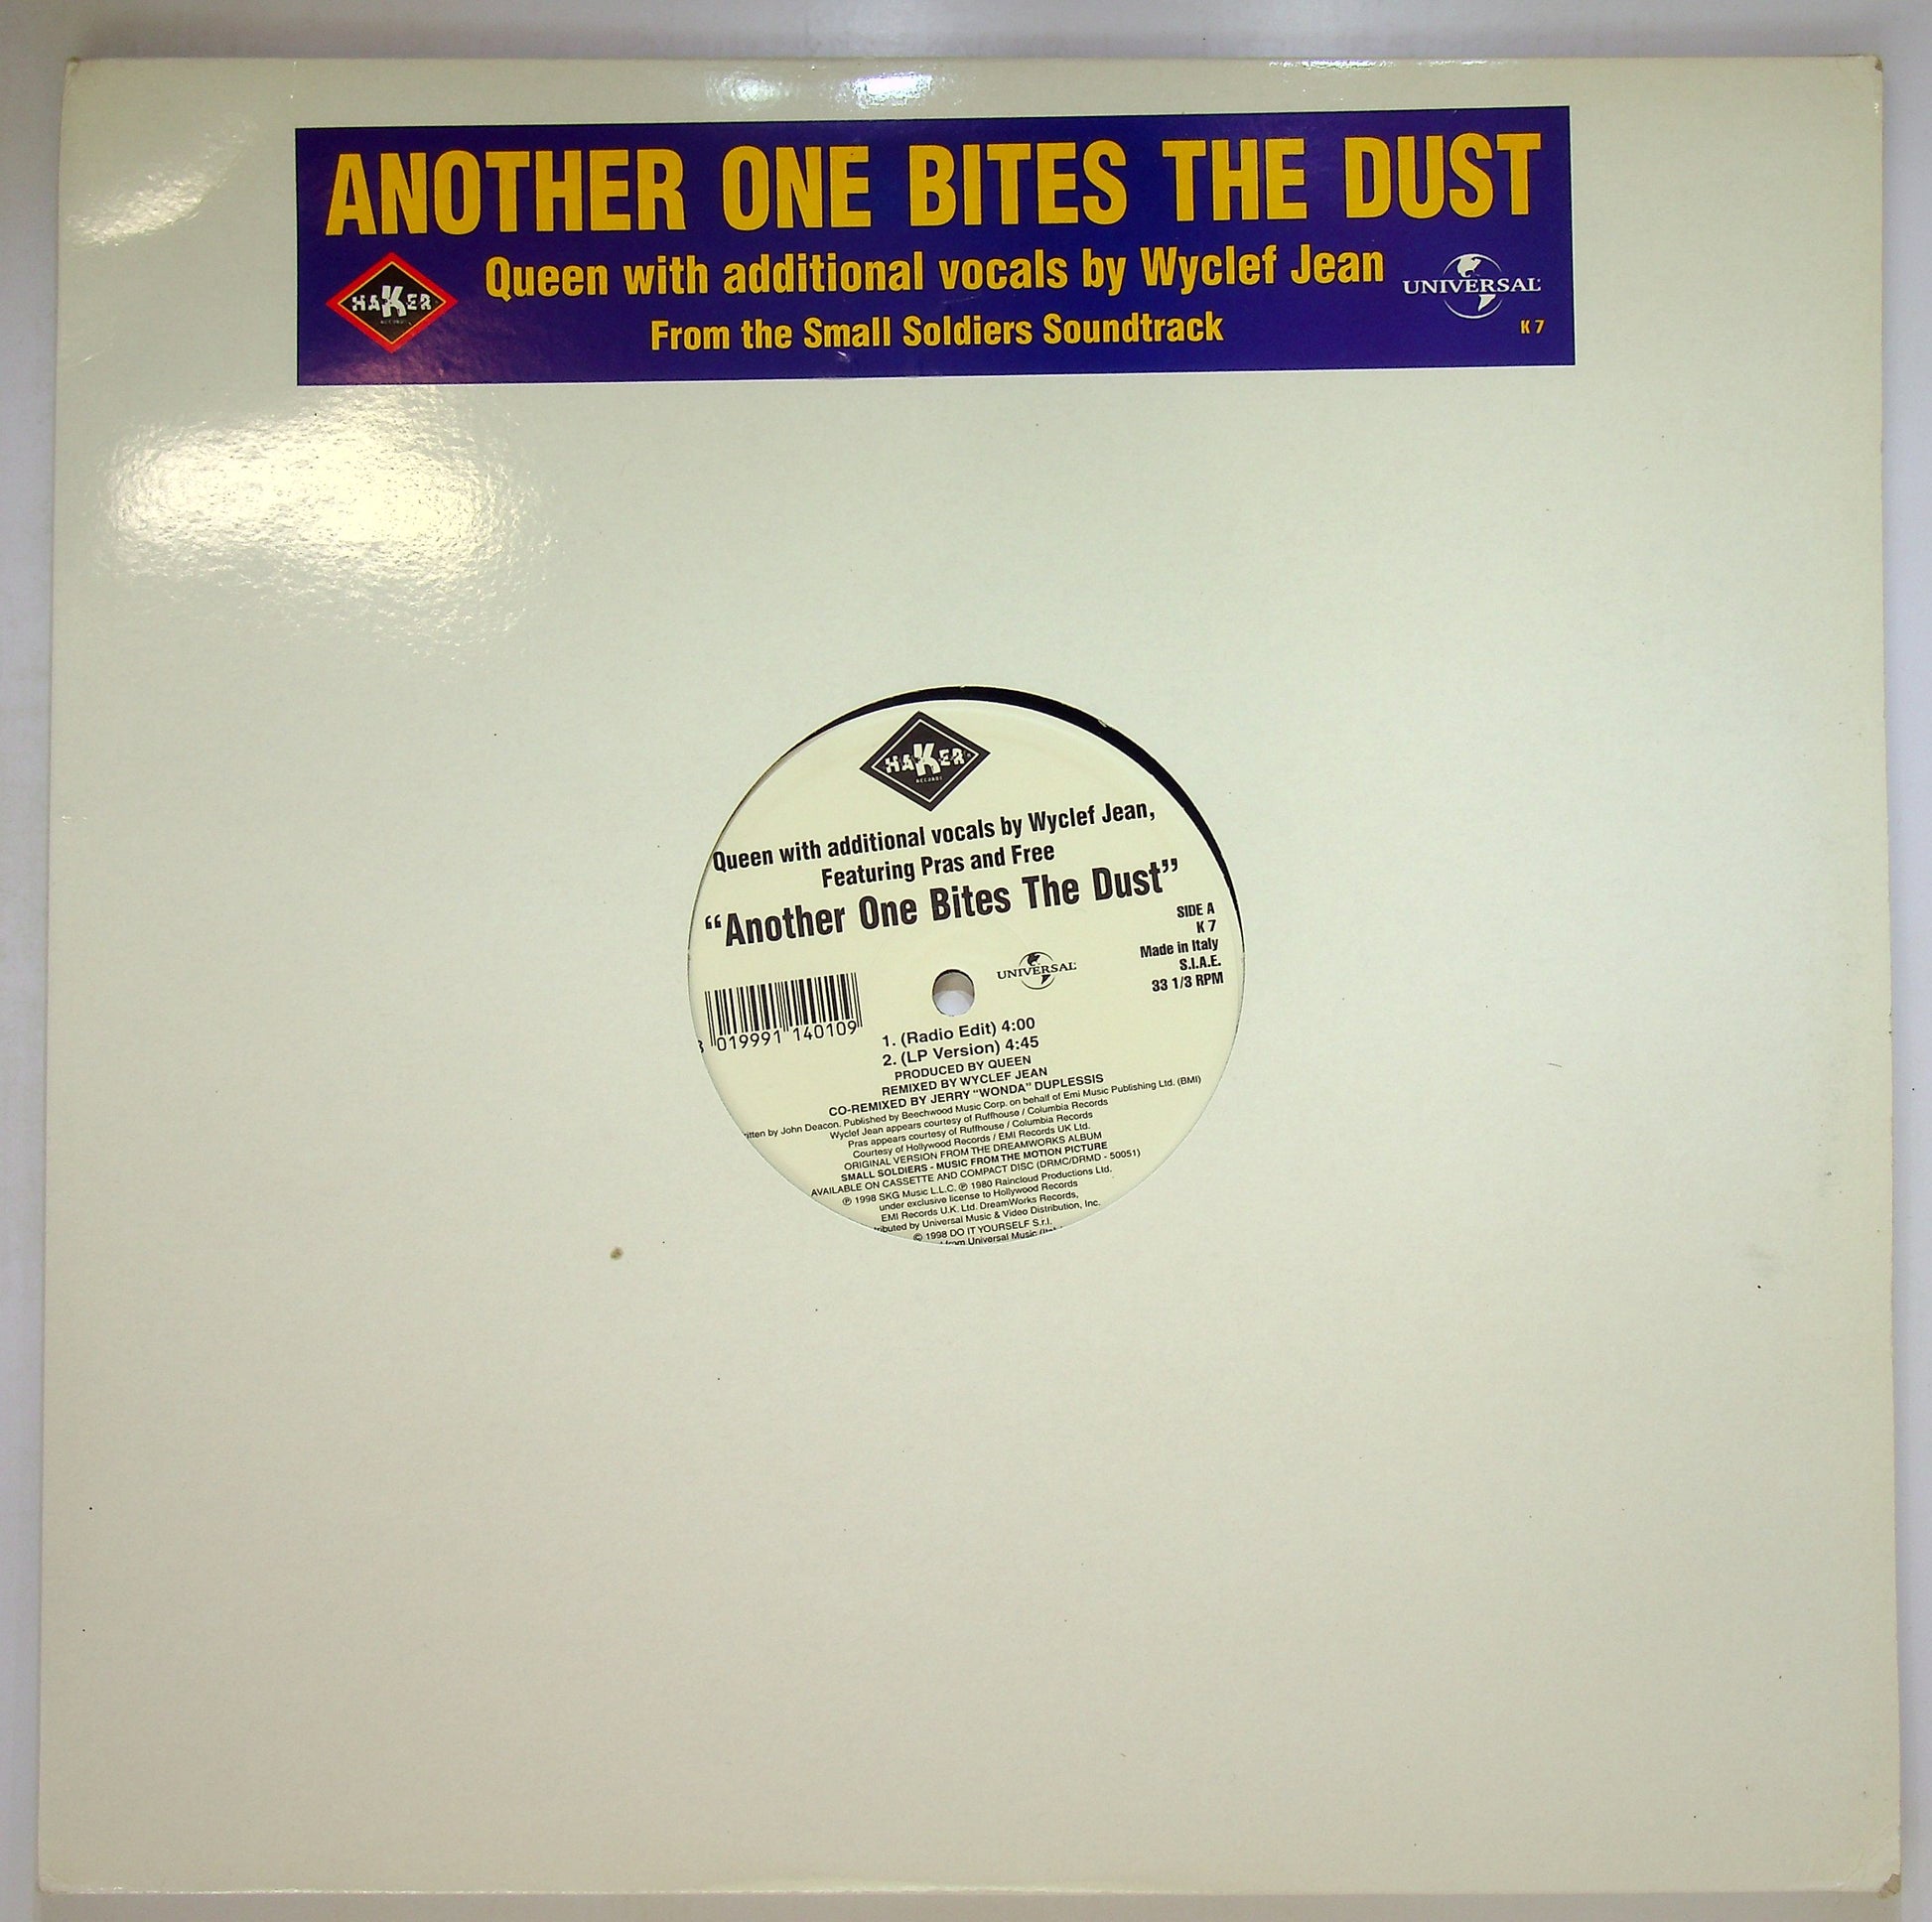 ANOTHER ONE BITES THE DUST
HAKER
RECORDS
Queen with additional vocals by Wyclef Jean
UNIVERSAL
From the Small Soldiers Soundtrack
K 7
HAKER
RECORDS
Queen with additional vocals by Wyclef Jean,
Featuring Pras and Free
“Another One Bites The Dust”
SIDE A
K 7
Made in Italy
S.I.A.E.
33 1/3 RPM
UNIVERSAL
019991 140109
1. (Radio Edit) 4:00
2. (LP Version) 4:45
PRODUCED BY QUEEN
REMIXED BY WYCLEF JEAN
CO-REMIXED BY JERRY “WONDA” DUPLESSIS
itten by John Deacon. Published by Beechwood Music Corp. on behalf of Emi Music Publishing Ltd. (BMI)
Wyclef Jean appears courtesy of Ruffhouse / Columbia Records
Pras appears courtesy of Ruffhouse / Columbia Records
Courtesy of Hollywood Records / EMI Records UK Ltd.
ORIGINAL VERSION FROM THE DREAMWORKS ALBUM
SMALL SOLDIERS - MUSIC FROM THE MOTION PICTURE
AVAILABLE ON CASSETTE AND COMPACT DISC (DRMC/DRMD - 50051)
℗ 1998 SKG Music L.L.C. ℗ 1980 Raincloud Productions Ltd.
under exclusive license to Hollywood Records
EMI Records U.K. Ltd. DreamWorks Records,
ributed by Universal Music & Video Distribution, Inc.
© 1998 DO IT YOURSELF S.r.l.
from Universal Music